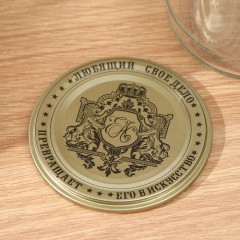 ЛЮБЯЩИЙ СВОЕ ДЕЛО
ПРЕВРАЩАЕТ
ЕГО В ИСКУССТВО